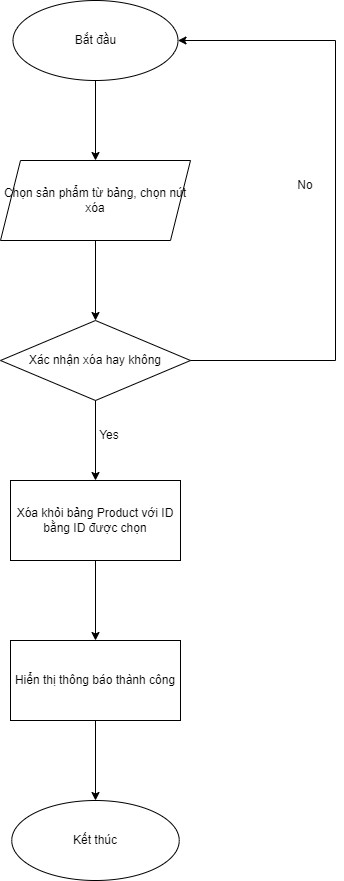 Bắt đầu
Chọn sản phẩm từ bảng, chọn nút
xóa
No
Xác nhận xóa hay không
Yes
Xóa khỏi bảng Product với ID
bằng ID được chọn
Hiển thị thông báo thành công
Kết thúc